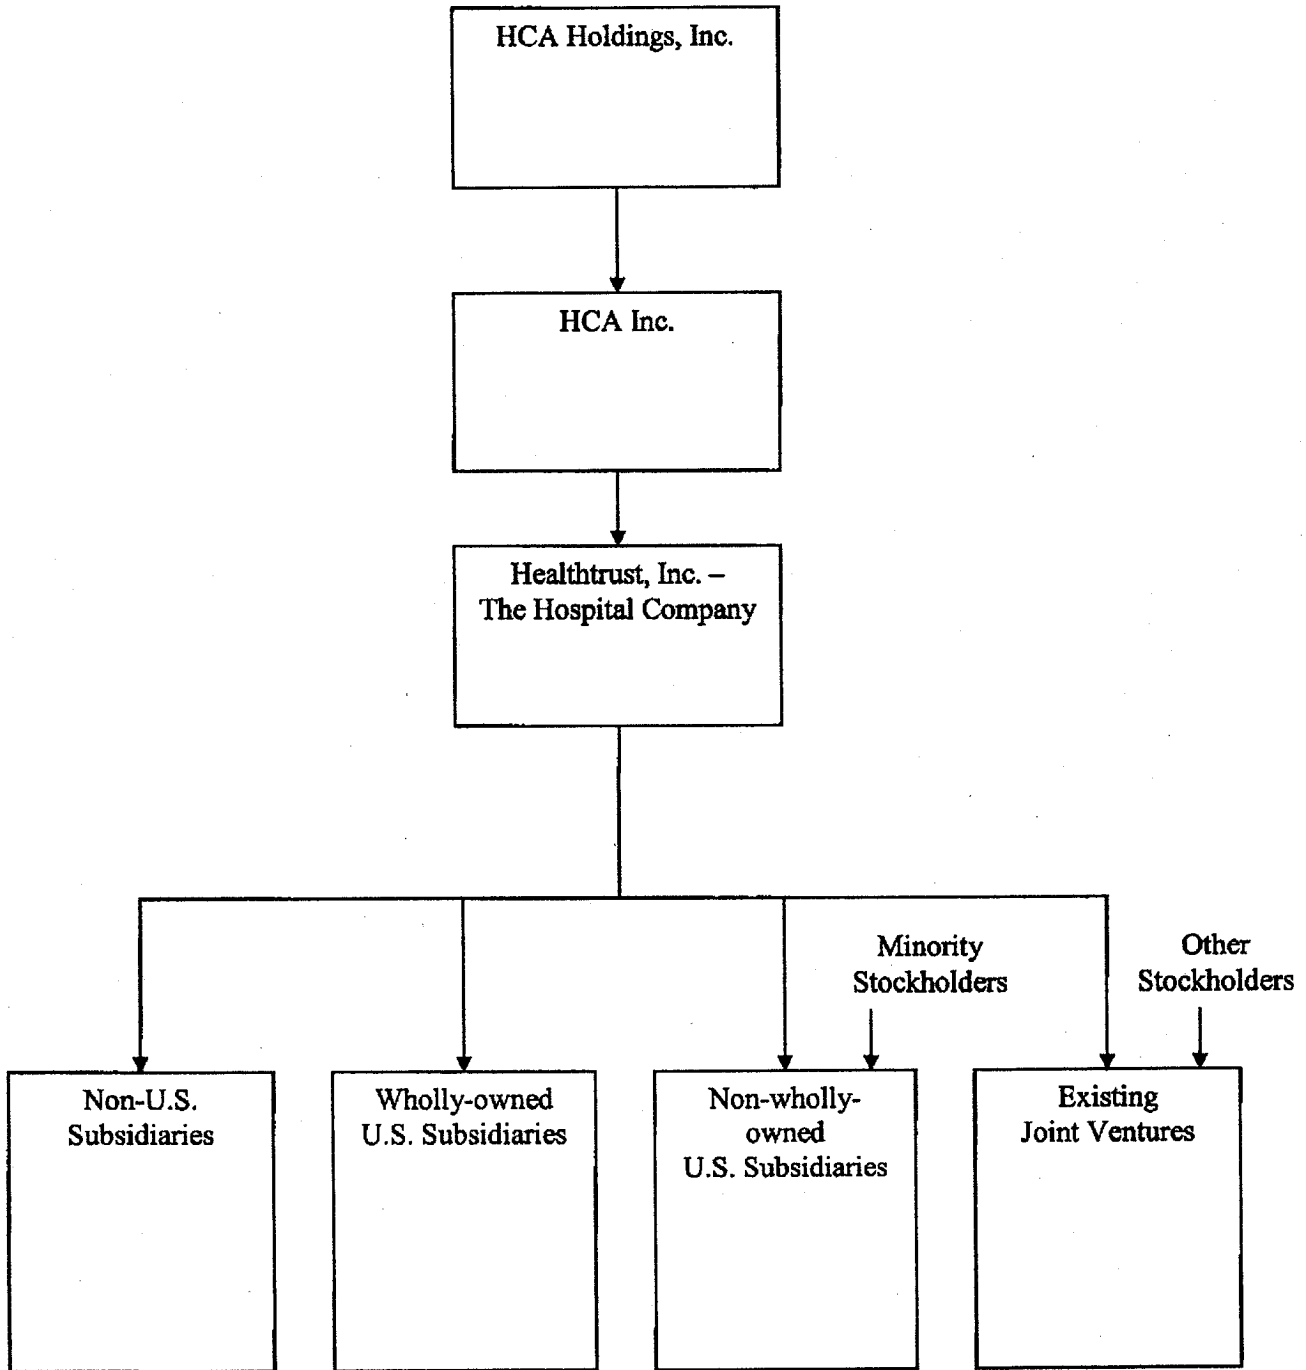 HCA Holdings, Inc.
HCA Inc.
Healthtrust, Inc. –
The Hospital Company
Minority
Stockholders
Other
Stockholders
Non-U.S.
Subsidiaries
Wholly-owned
U.S. Subsidiaries
Non-wholly-
owned
U.S. Subsidiaries
Existing
Joint Ventures